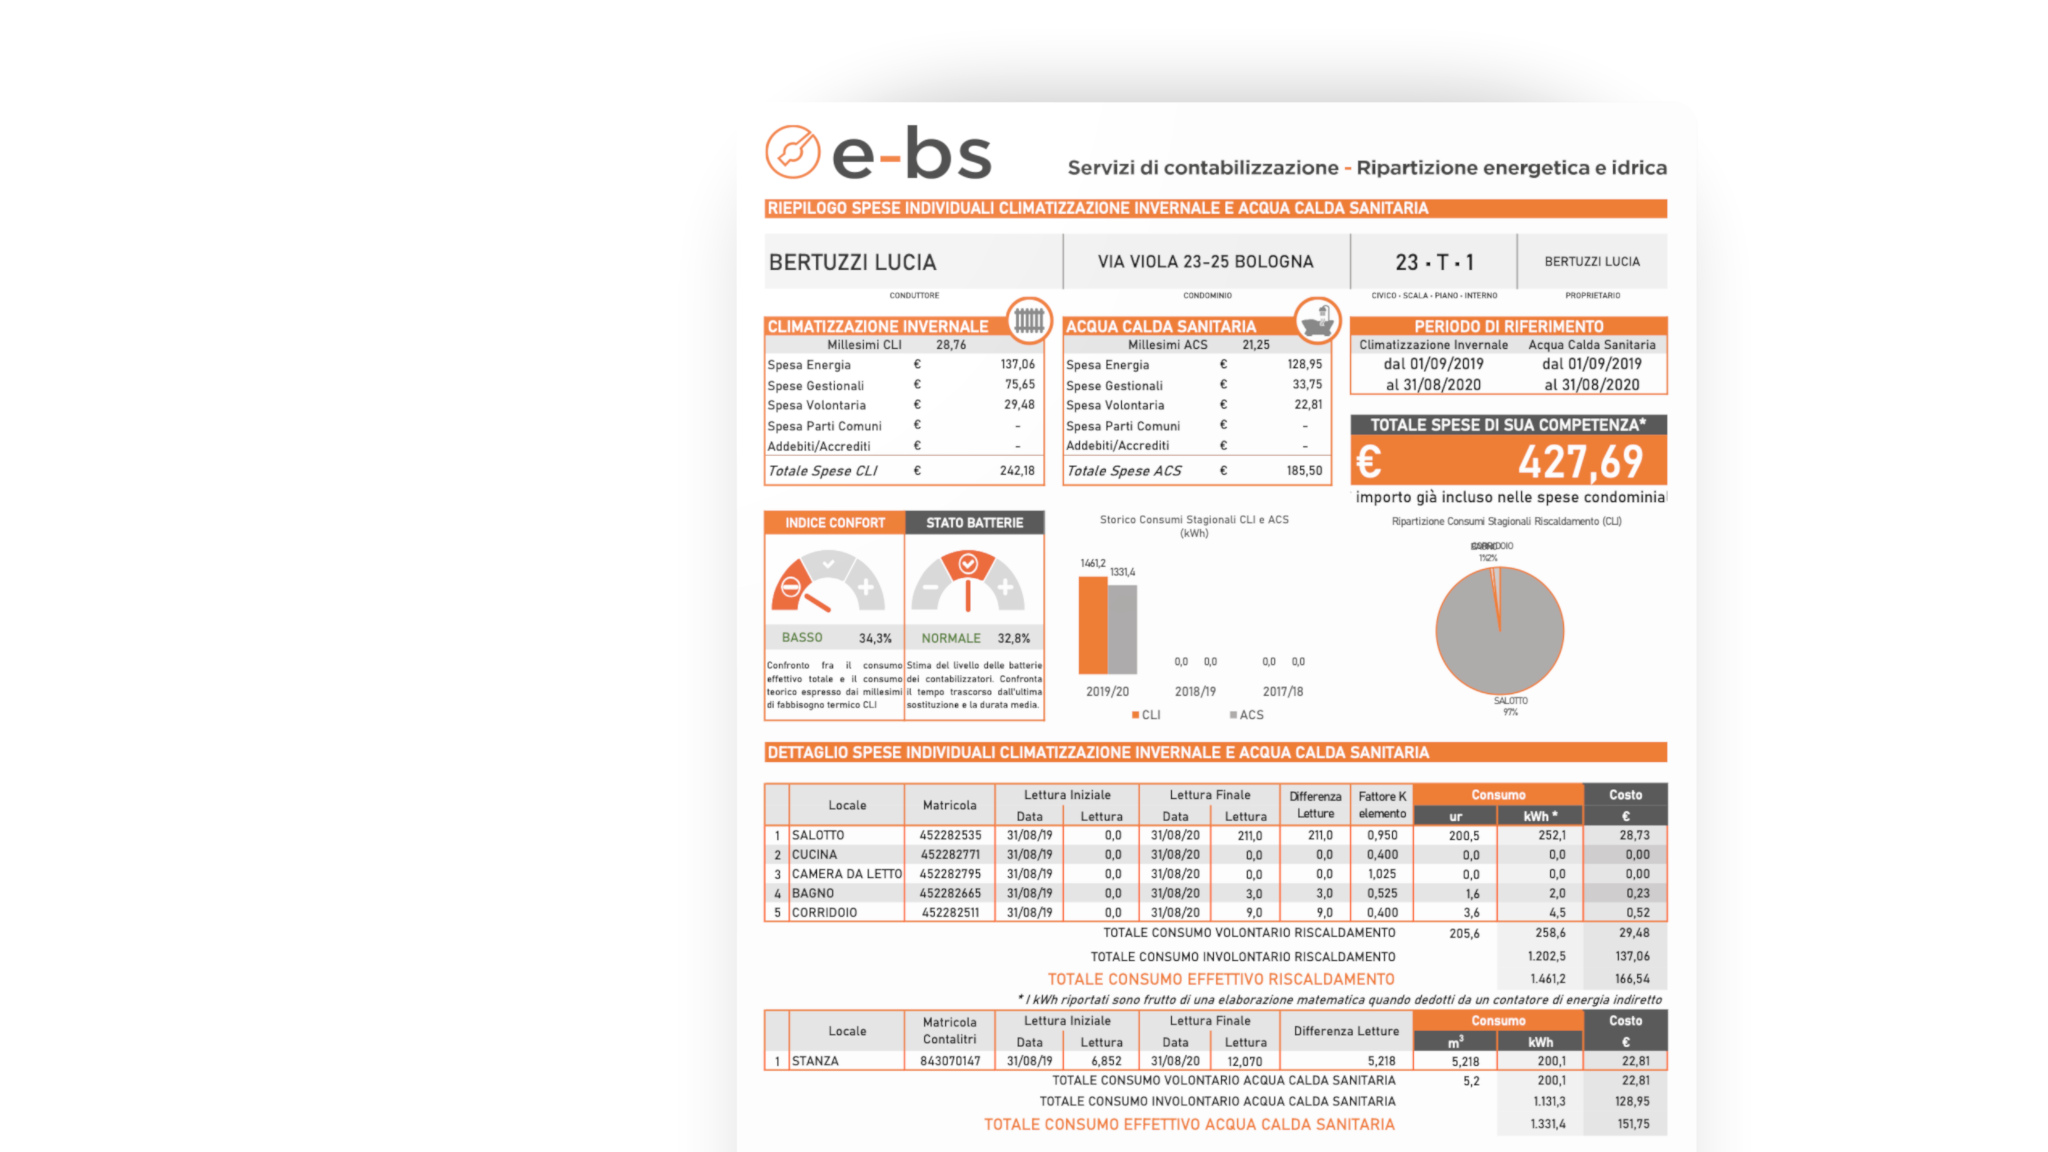 e-bs
Servizi di contabilizzazione - Ripartizione energetica e idrica
RIEPILOGO SPESE INDIVIDUALI CLIMATIZZAZIONE INVERNALE E ACQUA CALDA SANITARIA
BERTUZZI LUCIA VIA VIOLA 23-25 BOLOGNA 23 · T · 1 BERTUZZI LUCIA
CONDUTTORE CONDOMINIO CIVICO - SCALA - PIANO - INTERNO PROPRIETARIO
CLIMATIZZAZIONE INVERNALE
Millesimi CLI 28,76
Spesa Energia € 137,06
Spese Gestionali € 75,65
Spesa Volontaria € 29,48
Spesa Parti Comuni € -
Addebiti/Accrediti € -
Totale Spese CLI € 242,18
ACQUA CALDA SANITARIA
Millesimi ACS 21,25
Spesa Energia € 128,95
Spese Gestionali € 33,75
Spesa Volontaria € 22,81
Spesa Parti Comuni € -
Addebiti/Accrediti € -
Totale Spese ACS € 185,50
PERIODO DI RIFERIMENTO
Climatizzazione Invernale Acqua Calda Sanitaria
dal 01/09/2019 dal 01/09/2019
al 31/08/2020 al 31/08/2020
TOTALE SPESE DI SUA COMPETENZA*
€ 427,69
importo già incluso nelle spese condominial
INDICE CONFORT
BASSO 34,3%
Confronto fra il consumo
effettivo totale e il consumo
teorico espresso dai millesimi
di fabbisogno termico CLI
STATO BATTERIE
NORMALE 32,8%
Stima del livello delle batterie
dei contabilizzatori. Confronta
il tempo trascorso dall'ultima
sostituzione e la durata media.
Storico Consumi Stagionali CLI e ACS
(kWh)
1461,2 1331,4
0,0 0,0 0,0 0,0
2019/20 2018/19 2017/18
CLI ACS
Ripartizione Consumi Stagionali Riscaldamento (CLI)
CORRIDOIO
2%
SALOTTO
97%
DETTAGLIO SPESE INDIVIDUALI CLIMATIZZAZIONE INVERNALE E ACQUA CALDA SANITARIA
Locale Matricola Lettura Iniziale Lettura Finale Differenza Letture Fattore K elemento Consumo Costo
Data Lettura Data Lettura ur kWh * €
1 SALOTTO 452282535 31/08/19 0,0 31/08/20 211,0 211,0 0,950 200,5 252,1 28,73
2 CUCINA 452282771 31/08/19 0,0 31/08/20 0,0 0,0 0,400 0,0 0,0 0,00
3 CAMERA DA LETTO 452282795 31/08/19 0,0 31/08/20 0,0 0,0 1,025 0,0 0,0 0,00
4 BAGNO 452282665 31/08/19 0,0 31/08/20 3,0 3,0 0,525 1,6 2,0 0,23
5 CORRIDOIO 452282511 31/08/19 0,0 31/08/20 9,0 9,0 0,400 3,6 4,5 0,52
TOTALE CONSUMO VOLONTARIO RISCALDAMENTO 205,6 258,6 29,48
TOTALE CONSUMO INVOLONTARIO RISCALDAMENTO 1.202,5 137,06
TOTALE CONSUMO EFFETTIVO RISCALDAMENTO 1.461,2 166,54
* I kWh riportati sono frutto di una elaborazione matematica quando dedotti da un contatore di energia indiretto
Locale Matricola Contalitri Lettura Iniziale Lettura Finale Differenza Letture Consumo Costo
Data Lettura Data Lettura m³ kWh €
1 STANZA 843070147 31/08/19 6,852 31/08/20 12,070 5,218 5,218 200,1 22,81
TOTALE CONSUMO VOLONTARIO ACQUA CALDA SANITARIA 5,2 200,1 22,81
TOTALE CONSUMO INVOLONTARIO ACQUA CALDA SANITARIA 1.131,3 128,95
TOTALE CONSUMO EFFETTIVO ACQUA CALDA SANITARIA 1.331,4 151,75